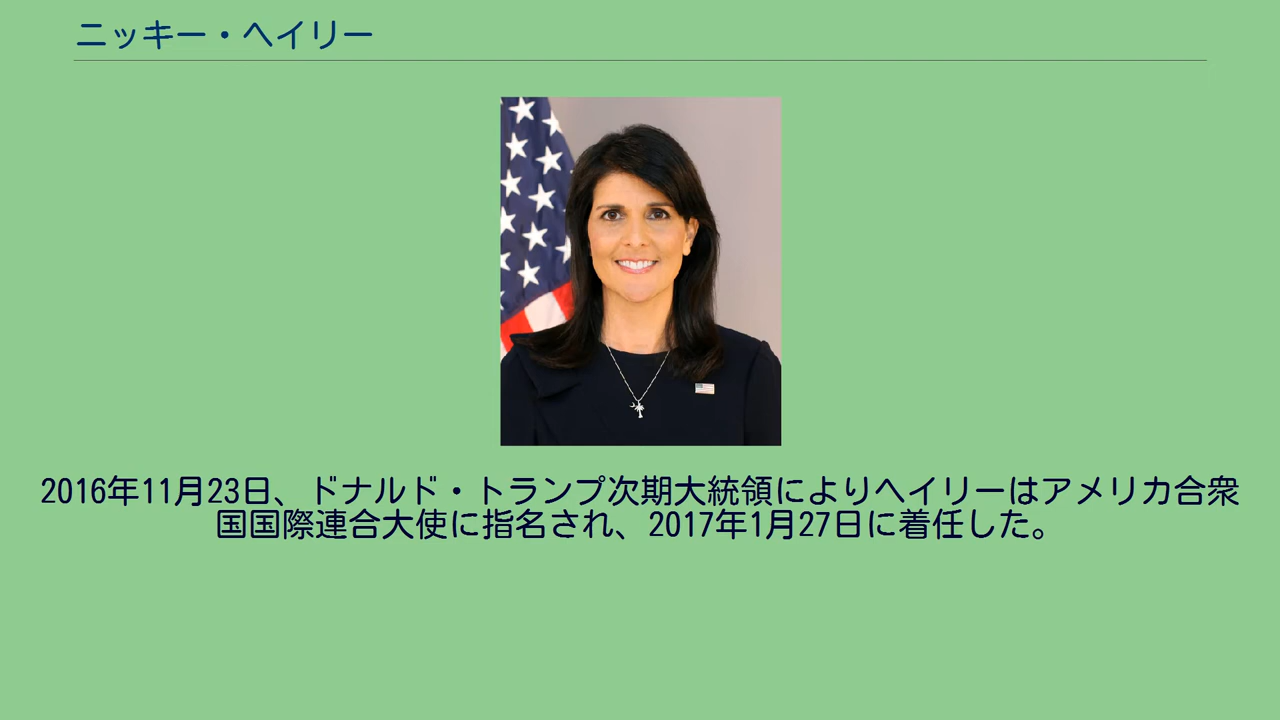 ニッキー・ヘイリー
2016年11月23日、ドナルド・トランプ次期大統領によりヘイリーはアメリカ合衆
国国際連合大使に指名され、2017年1月27日に着任した。